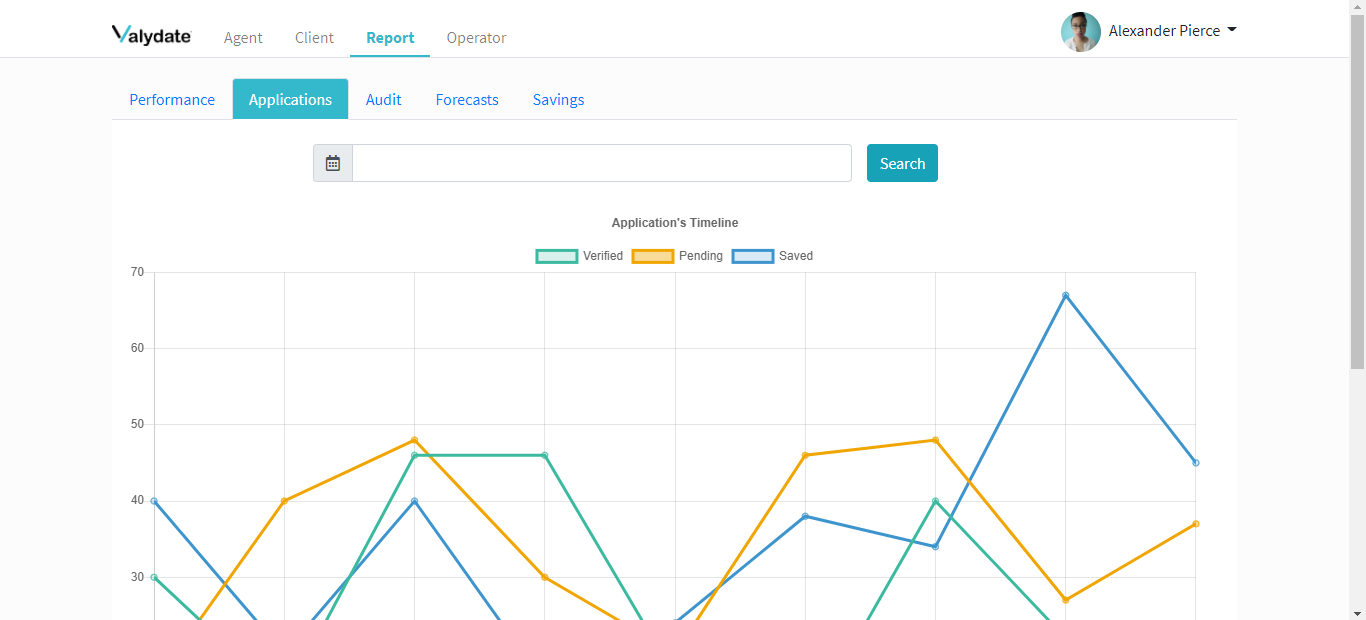 Valydate
Agent Client Report Operator
Alexander Pierce
Performance Applications Audit Forecasts Savings
Search
Application's Timeline
Verified Pending Saved
70
60
50
40
30